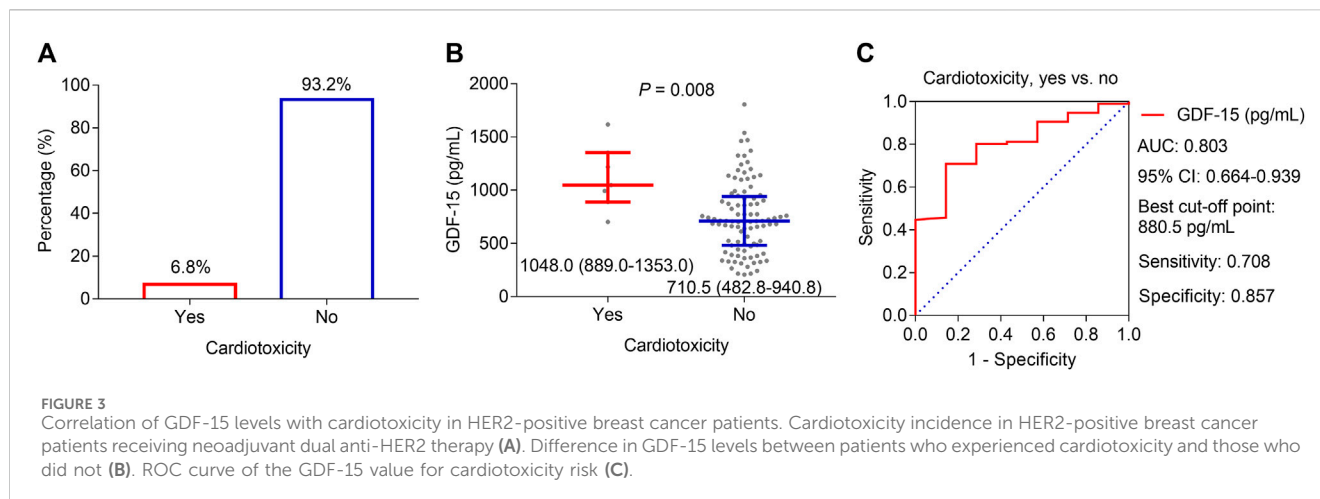 A
100
80
60
40
20
0
Percentage (%)
6.8%
93.2%
Yes
No
Cardiotoxicity
B
2000
1500
1000
500
0
GDF-15 (pg/mL)
P = 0.008
1048.0 (889.0-1353.0)
710.5 (482.8-940.8)
Yes
No
Cardiotoxicity
C
Cardiotoxicity, yes vs. no
1.0
0.8
0.6
0.4
0.2
0.0
Sensitivity
0.0 0.2 0.4 0.6 0.8 1.0
1 - Specificity
GDF-15 (pg/mL)
AUC: 0.803
95% CI: 0.664-0.939
Best cut-off point:
880.5 pg/mL
Sensitivity: 0.708
Specificity: 0.857
FIGURE 3
Correlation of GDF-15 levels with cardiotoxicity in HER2-positive breast cancer patients. Cardiotoxicity incidence in HER2-positive breast cancer
patients receiving neoadjuvant dual anti-HER2 therapy (A). Difference in GDF-15 levels between patients who experienced cardiotoxicity and those who
did not (B). ROC curve of the GDF-15 value for cardiotoxicity risk (C).